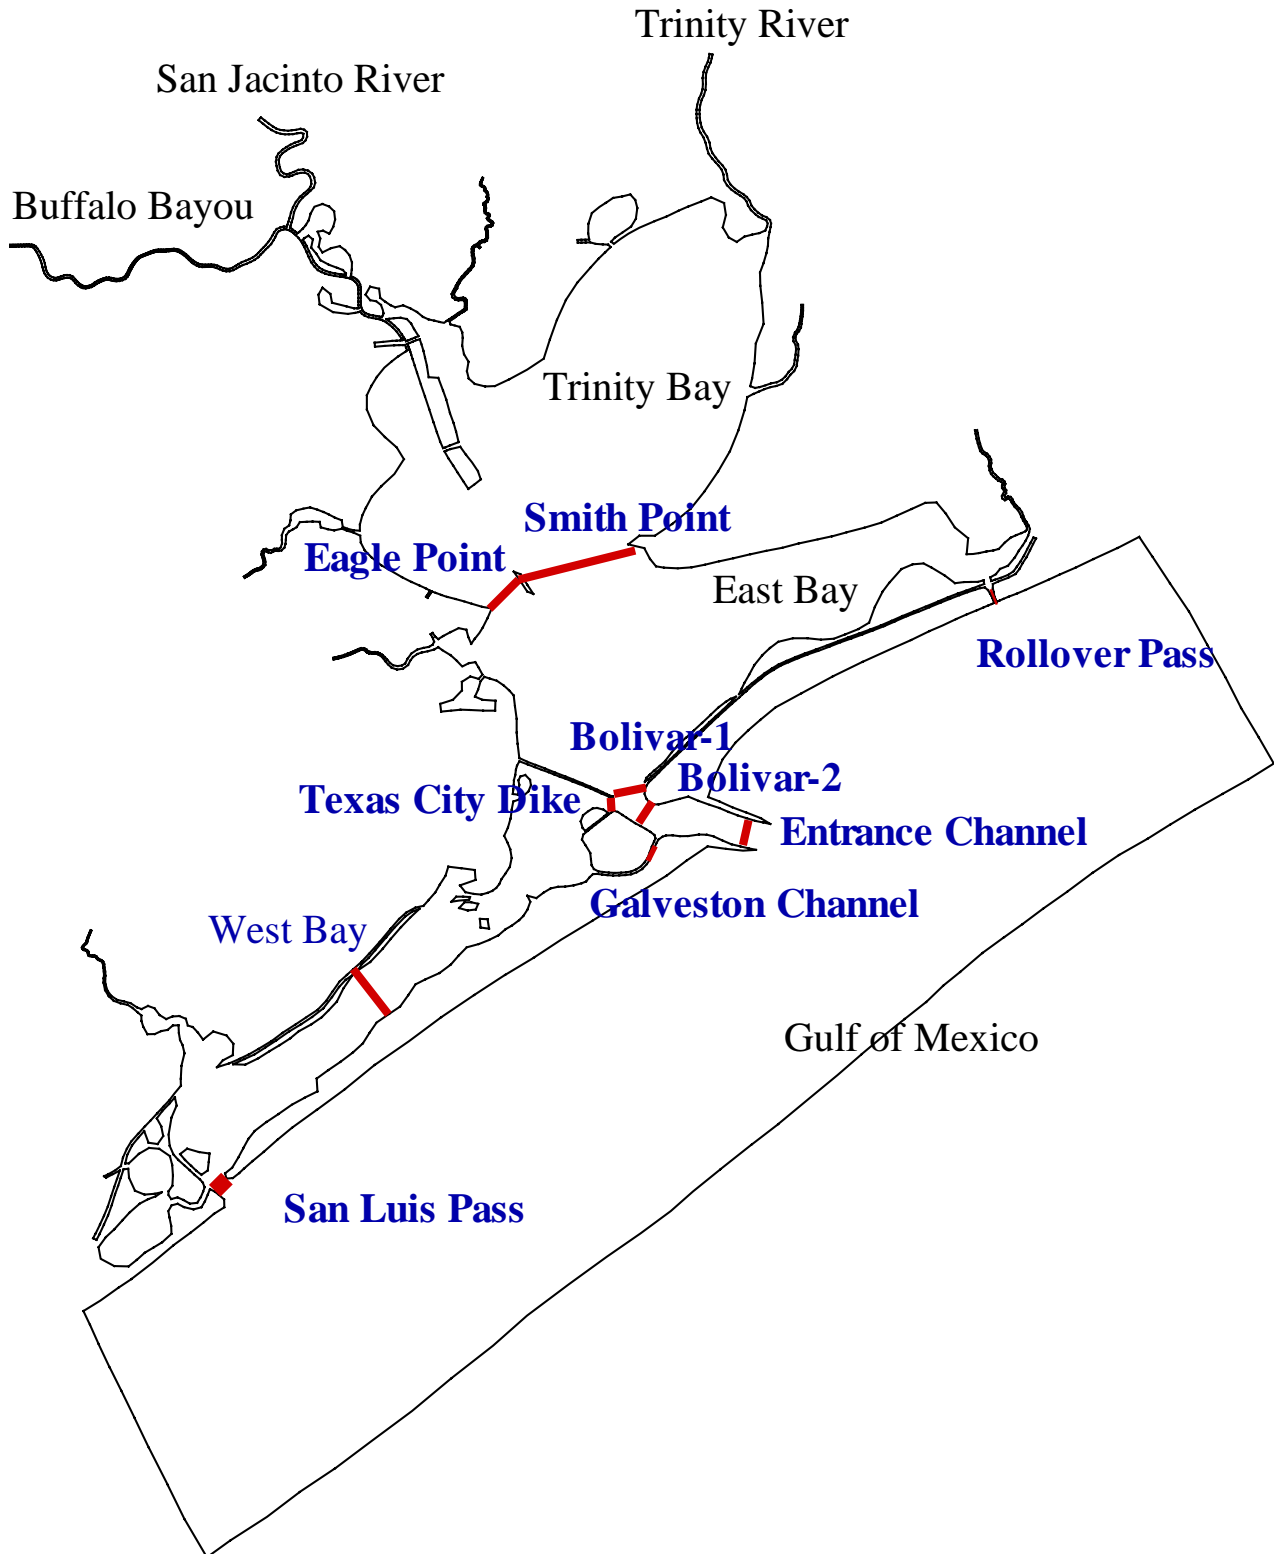 Trinity River
San Jacinto River
Buffalo Bayou
Trinity Bay
Smith Point
Eagle Point
East Bay
Rollover Pass
Bolivar-1
Bolivar-2
Texas City Dike
Entrance Channel
Galveston Channel
West Bay
Gulf of Mexico
San Luis Pass